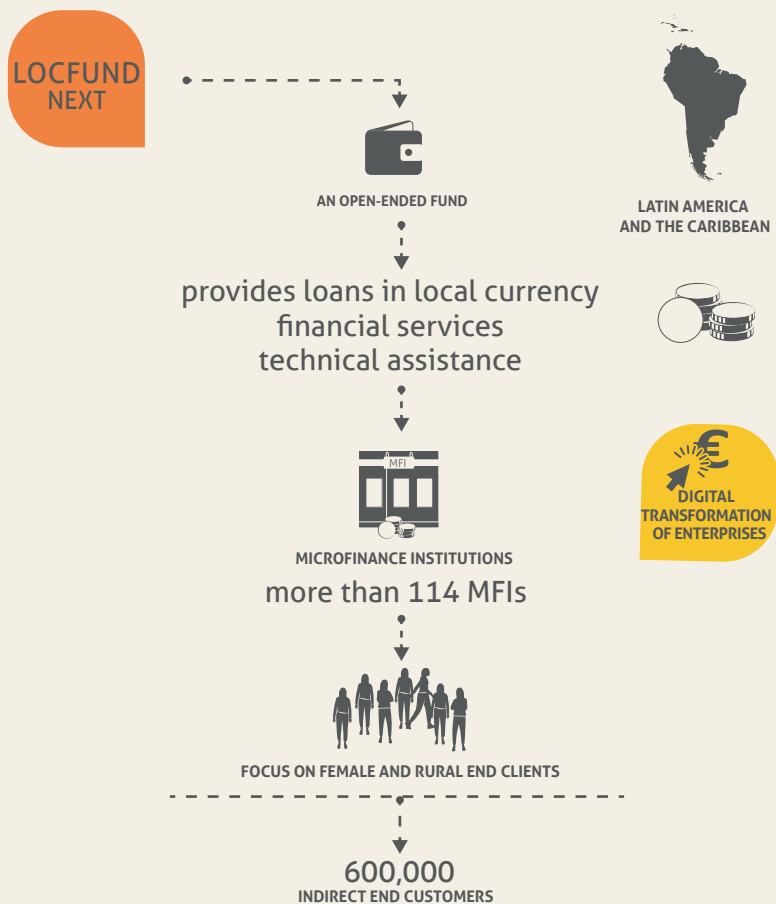 LOCFUND
NEXT
AN OPEN-ENDED FUND
LATIN AMERICA
AND THE CARIBBEAN
provides loans in local currency
financial services
technical assistance
MFI
€
DIGITAL
TRANSFORMATION
OF ENTERPRISES
MICROFINANCE INSTITUTIONS
more than 114 MFIs
FOCUS ON FEMALE AND RURAL END CLIENTS
600,000
INDIRECT END CUSTOMERS